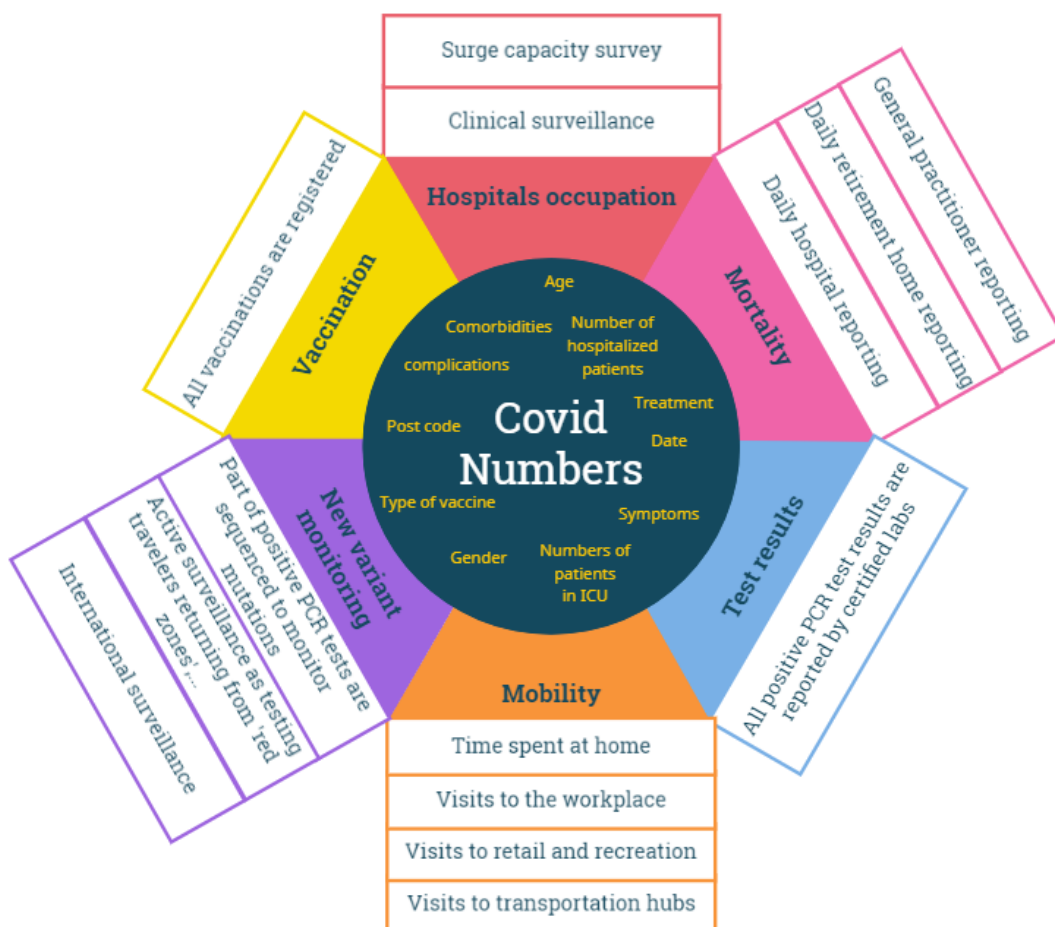 Surge capacity survey
Clinical surveillance
Hospitals occupation
General practitioner reporting
Daily retirement home reporting
Daily hospital reporting
Mortality
All vaccinations are registered
Vaccination
Age
Comorbidities
Number of
hospitalized
patients
complications
Treatment
Post code
Date
Covid
Numbers
Type of vaccine
Symptoms
Gender
Numbers of
patients
in ICU
Test results
All positive PCR test results are
reported by certified labs
New variant
monitoring
Part of positive PCR tests are
sequenced to monitor
mutations
Active surveillance as testing
travelers returning from 'red
zones',...
International surveillance
Mobility
Time spent at home
Visits to the workplace
Visits to retail and recreation
Visits to transportation hubs